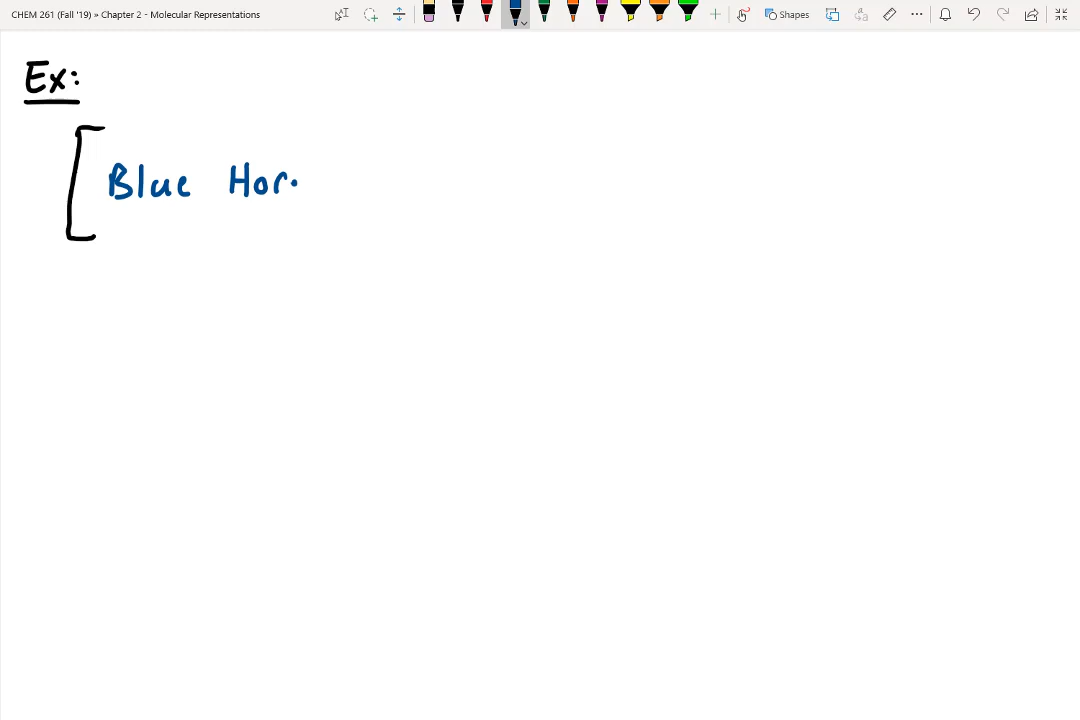 CHEM 261 (Fall '19) » Chapter 2 - Molecular Representations
Shapes
Ex:
[ Blue Hor.